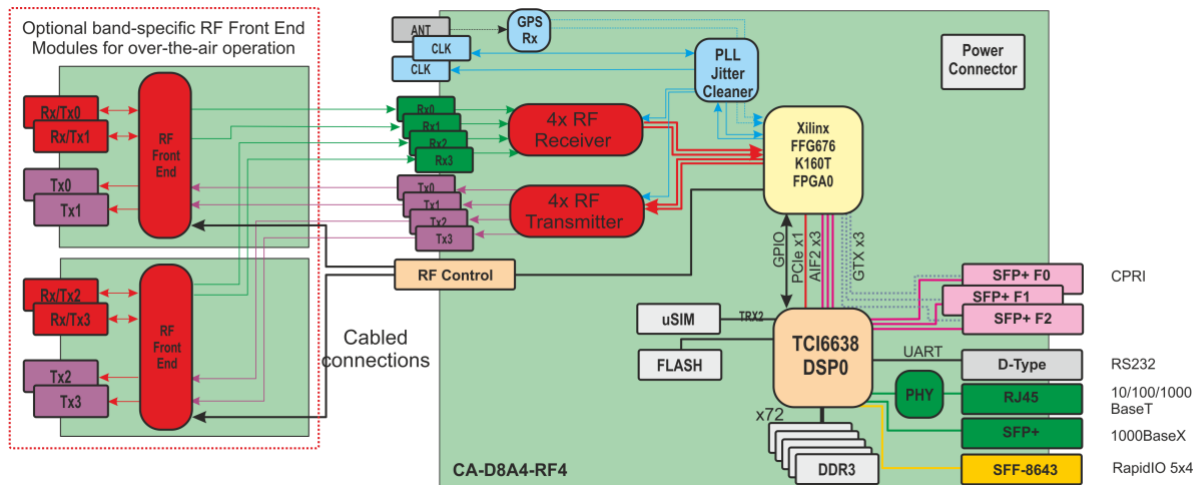 Optional band-specific RF Front End
Modules for over-the-air operation
Rx/Tx0
Rx/Tx1
Tx0
Tx1
RF
Front
End
Rx/Tx2
Rx/Tx3
Tx2
Tx3
RF
Front
End
Cabled
connections
ANT
CLK
CLK
GPS
Rx
PLL
Jitter
Cleaner
Power
Connector
Rx0
Rx1
Rx2
Rx3
4x RF
Receiver
Tx0
Tx1
Tx2
Tx3
4x RF
Transmitter
RF Control
Xilinx
FFG676
K160T
FPGA0
GPIO
PCIe x1
AIF2 x3
GTX x3
uSIM
TRX2
FLASH
TCI6638
DSP0
x72
DDR3
UART
PHY
SFP+ F0
SFP+ F1
SFP+ F2
CPRI
D-Type
RS232
RJ45
10/100/1000
BaseT
SFP+
1000BaseX
SFF-8643
RapidIO 5x4
CA-D8A4-RF4